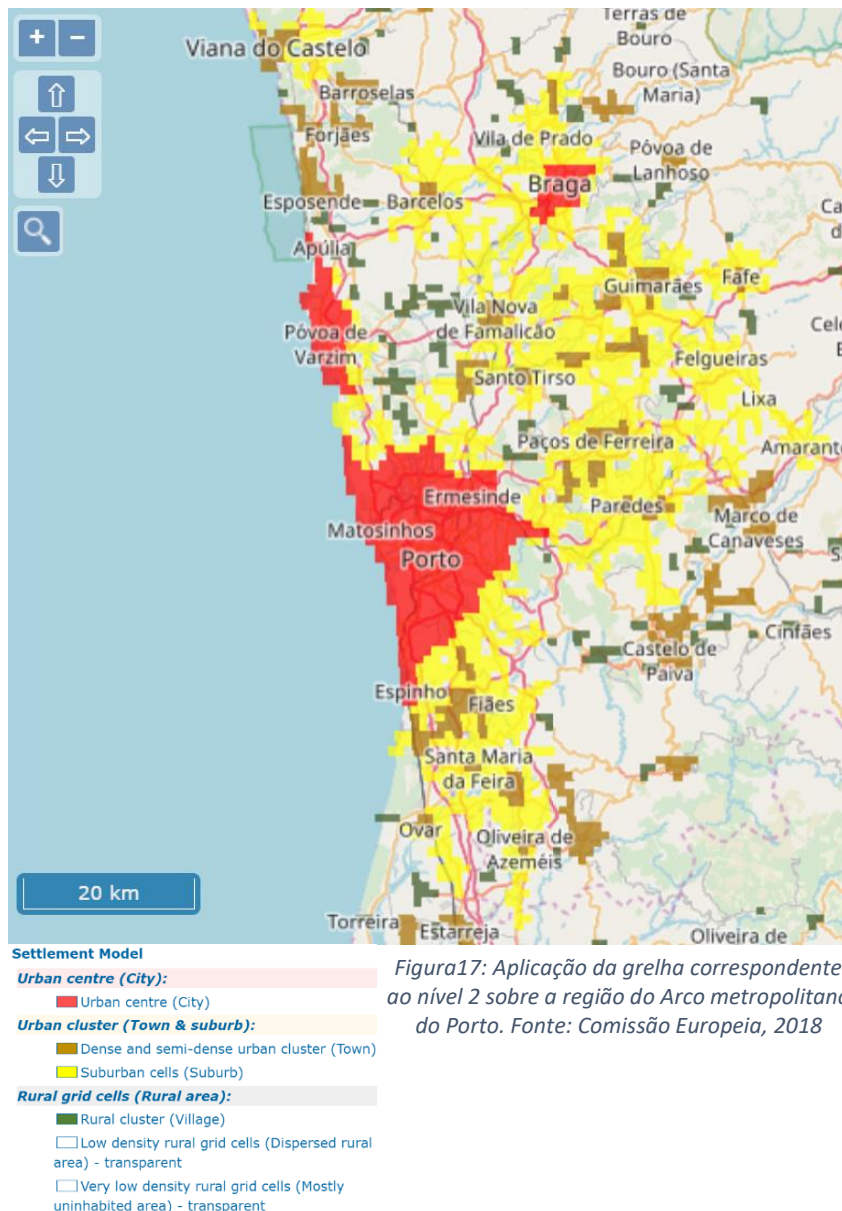 Terras de
Bouro
Viana do Castelo
Bouro (Santa
Maria)
Barroselas
Forjães
Vila de Prado
Póvoa de
Lanhoso
Braga
Esposende
Barcelos
Ca
d
Apúlia
Guimarães
Fafe
Vila Nova
de Famalicão
Póvoa de
Varzim
Cel
Felgueiras
Santo Tirso
Lixa
Paços de Ferreira
Amarant
Ermesinde
Paredes
Matosinhos
Marco de
Canaveses
Porto
S
Cinfães
Castelo de
Paiva
Espinho
Fiães
Santa Maria
da Feira
Ovar
Oliveira de
Azeméis
20 km
Torreira
Estarreja
Oliveira de
Settlement Model
Urban centre (City):
Urban centre (City)
Urban cluster (Town & suburb):
Dense and semi-dense urban cluster (Town)
Suburban cells (Suburb)
Rural grid cells (Rural area):
Rural cluster (Village)
Low density rural grid cells (Dispersed rural
area) - transparent
Very low density rural grid cells (Mostly
uninhabited area) - transparent
Figura17: Aplicação da grelha correspondente
ao nível 2 sobre a região do Arco metropolitano
do Porto. Fonte: Comissão Europeia, 2018